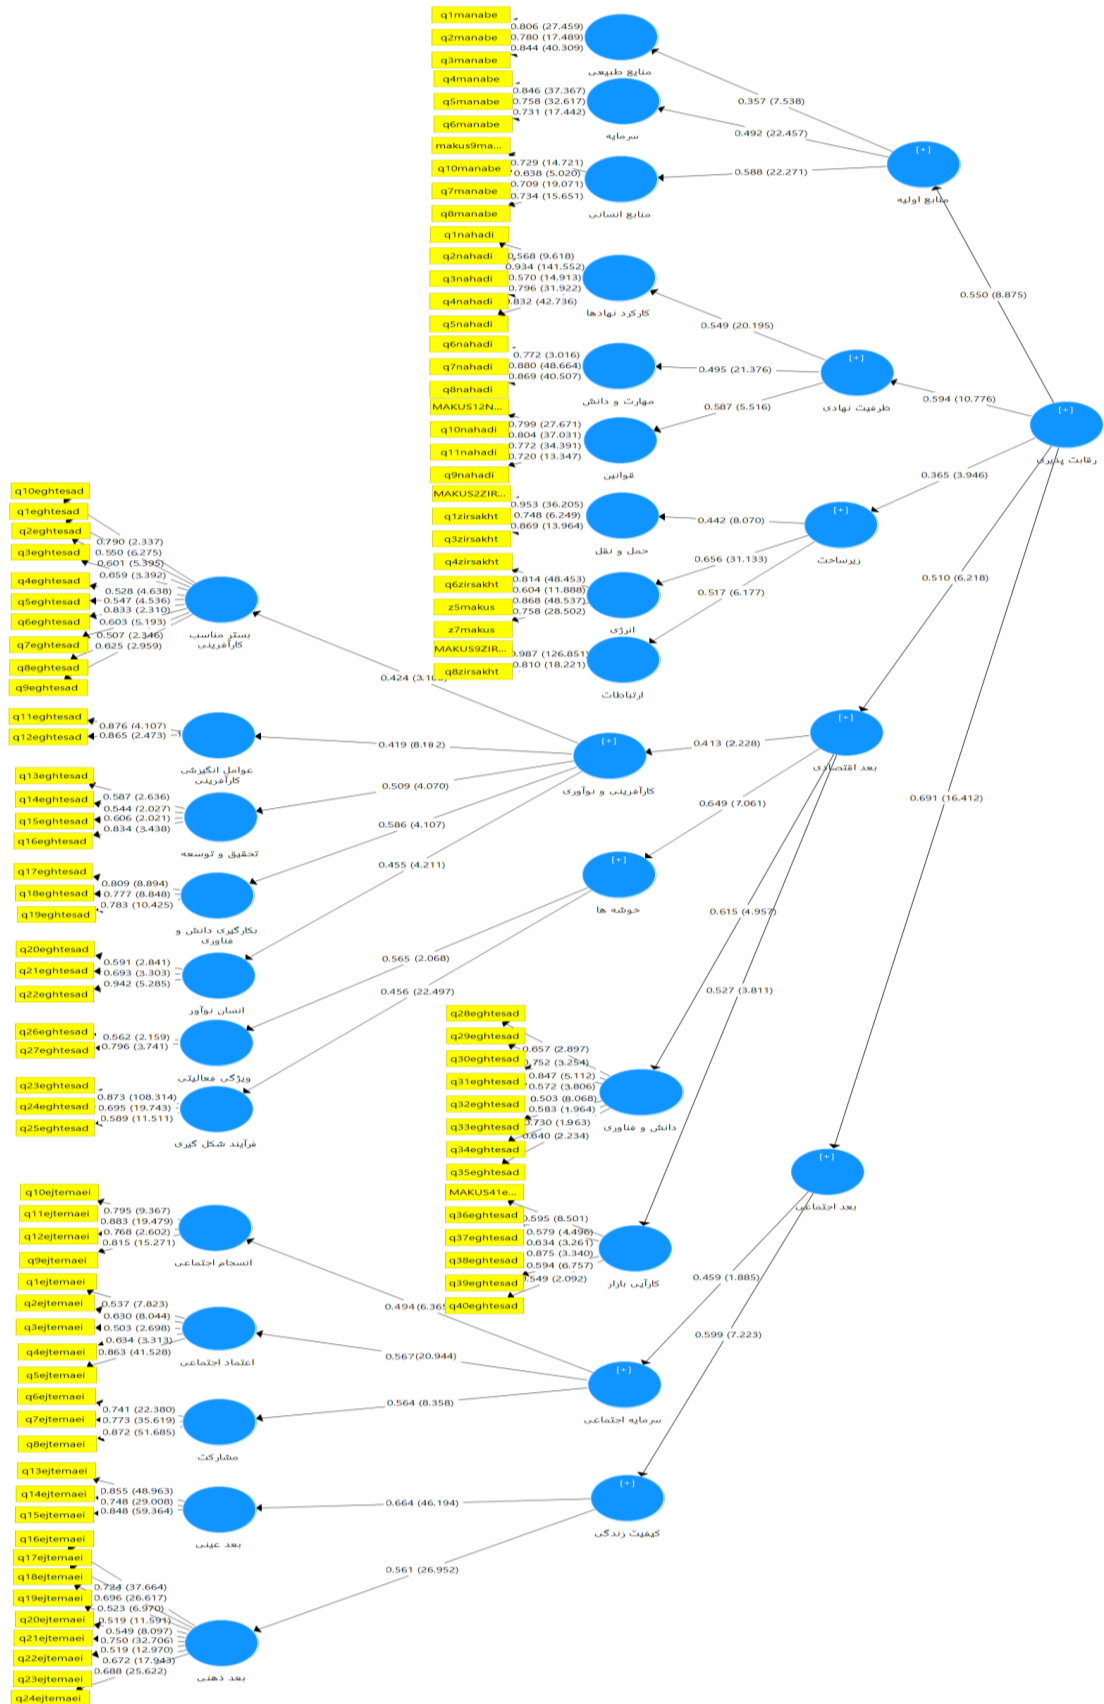 q1manabe
q2manabe
q3manabe
0.806 (27.459)
0.780 (17.489)
0.844 (40.309)
منابع طبیعی
q4manabe
q5manabe
q6manabe
0.846 (37.367)
0.758 (32.617)
0.731 (17.442)
سرمایه
makus9ma...
q10manabe
q7manabe
q8manabe
0.729 (14.721)
0.638 (5.020)
0.709 (19.071)
0.734 (15.651)
منابع انسانی
0.357 (7.538)
0.492 (22.457)
0.588 (22.271)
[+]
منابع اولیه
q1nahadi
q2nahadi
q3nahadi
q4nahadi
q5nahadi
0.568 (9.618)
0.934 (141.552)
0.570 (14.913)
0.796 (31.922)
0.832 (42.736)
کارکرد نهادها
q6nahadi
q7nahadi
q8nahadi
0.772 (3.016)
0.880 (48.664)
0.869 (40.507)
مهارت و دانش
MAKUS12N...
q10nahadi
q11nahadi
q9nahadi
0.799 (27.671)
0.804 (37.031)
0.772 (34.391)
0.720 (13.347)
قوانین
0.549 (20.195)
0.495 (21.376)
0.587 (5.516)
[+]
ظرفیت نهادی
0.550 (8.875)
0.594 (10.776)
0.365 (3.946)
0.510 (6.218)
0.691 (16.412)
[+]
رقابت پذیری
MAKUS2ZIR...
q1zirsakht
q3zirsakht
0.953 (36.205)
0.748 (6.249)
0.869 (13.964)
حمل و نقل
q4zirsakht
q6zirsakht
z5makus
z7makus
0.814 (48.453)
0.604 (11.888)
0.868 (48.537)
0.758 (28.502)
انرژی
MAKUS9ZIR...
q8zirsakht
0.987 (126.851)
0.810 (18.221)
ارتباطات
0.442 (8.070)
0.656 (31.133)
0.517 (6.177)
[+]
زیرساخت
q10eghtesad
q1eghtesad
q2eghtesad
q3eghtesad
q4eghtesad
q5eghtesad
q6eghtesad
q7eghtesad
q8eghtesad
q9eghtesad
0.790 (2.337)
0.550 (6.275)
0.601 (5.395)
0.659 (3.392)
0.528 (4.638)
0.547 (4.536)
0.833 (2.310)
0.603 (5.193)
0.507 (2.346)
0.625 (2.959)
بستر مناسب
کارآفرینی
q11eghtesad
q12eghtesad
0.876 (4.107)
0.865 (2.473)
عوامل انگیزشی
کارآفرینی
q13eghtesad
q14eghtesad
q15eghtesad
q16eghtesad
0.587 (2.636)
0.544 (2.027)
0.606 (2.021)
0.834 (3.438)
تحقیق و توسعه
q17eghtesad
q18eghtesad
q19eghtesad
0.809 (8.894)
0.777 (8.848)
0.783 (10.425)
بکارگیری دانش و
فناوری
q20eghtesad
q21eghtesad
q22eghtesad
0.591 (2.841)
0.693 (3.303)
0.942 (5.285)
انسان نوآور
0.419 (8.182)
0.509 (4.070)
0.586 (4.107)
0.455 (4.211)
[+]
کارآفرینی و نوآوری
0.413 (2.228)
0.649 (7.061)
0.615 (4.957)
0.527 (3.811)
[+]
بعد اقتصادی
q26eghtesad
q27eghtesad
0.562 (2.159)
0.796 (3.741)
ویژگی فعالیتی
q23eghtesad
q24eghtesad
q25eghtesad
0.873 (108.314)
0.695 (19.743)
0.589 (11.511)
فرآیند شکل گیری
0.565 (2.068)
0.456 (22.497)
[+]
خوشه ها
q28eghtesad
q29eghtesad
q30eghtesad
q31eghtesad
q32eghtesad
q33eghtesad
q34eghtesad
q35eghtesad
0.657 (2.897)
0.752 (3.254)
0.847 (5.112)
0.572 (3.806)
0.503 (8.068)
0.583 (1.964)
0.730 (1.963)
0.640 (2.234)
دانش و فناوری
MAKUS41e...
q36eghtesad
q37eghtesad
q38eghtesad
q39eghtesad
q40eghtesad
0.595 (8.501)
0.579 (4.496)
0.634 (3.261)
0.875 (3.340)
0.594 (6.757)
0.549 (2.092)
کارآیی بازار
q10ejtemaei
q11ejtemaei
q12ejtemaei
q9ejtemaei
0.795 (9.367)
0.883 (19.479)
0.768 (2.602)
0.815 (15.271)
انسجام اجتماعی
q1ejtemaei
q2ejtemaei
q3ejtemaei
q4ejtemaei
q5ejtemaei
0.537 (7.823)
0.630 (8.044)
0.503 (2.698)
0.634 (3.313)
0.863 (41.528)
اعتماد اجتماعی
q6ejtemaei
q7ejtemaei
q8ejtemaei
0.741 (22.380)
0.773 (35.619)
0.872 (51.685)
مشارکت
0.567 (20.944)
0.564 (8.358)
[+]
سرمایه اجتماعی
0.459 (1.885)
0.599 (7.223)
[+]
بعد اجتماعی
q13ejtemaei
q14ejtemaei
q15ejtemaei
0.855 (48.963)
0.748 (29.008)
0.848 (59.364)
بعد عینی
q16ejtemaei
q17ejtemaei
q18ejtemaei
q19ejtemaei
q20ejtemaei
q21ejtemaei
q22ejtemaei
q23ejtemaei
q24ejtemaei
0.724 (37.664)
0.696 (26.617)
0.523 (6.970)
0.519 (11.591)
0.549 (8.097)
0.750 (32.706)
0.519 (12.970)
0.672 (17.943)
0.688 (25.622)
بعد ذهنی
0.664 (46.194)
0.561 (26.952)
[+]
کیفیت زندگی